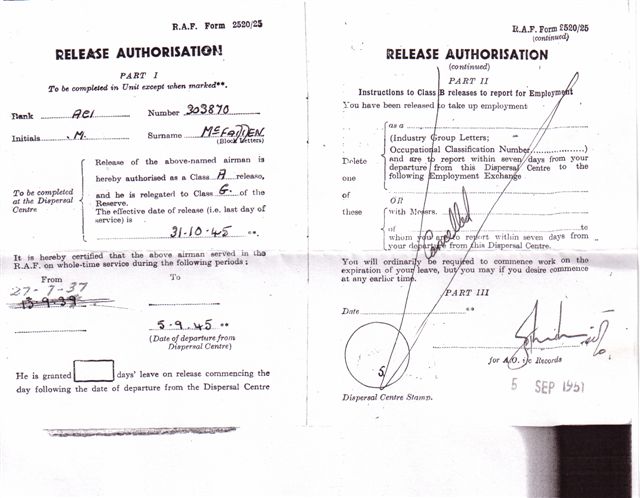 R.A.F. Form 2520/25
RELEASE AUTHORISATION
PART I
To be completed in Unit except when marked**.
Rank AC1 Number 303870
Initials M. Surname McFADDEN
(Block Letters)
To be completed
at the Dispersal
Centre
Release of the above-named airman is
hereby authorised as a Class A release,
and he is relegated to Class G. of the
Reserve.
The effective date of release (i.e. last day of
service) is
31·10·45 **
It is hereby certified that the above airman served in the
R.A.F. on whole-time service during the following periods:
From To
27-7-37
13-9-39
5.9.45 **
(Date of departure from
Dispersal Centre)
He is granted days' leave on release commencing the
day following the date of departure from the Dispersal Centre
R.A.F. Form 2520/25
(continued)
RELEASE AUTHORISATION
(continued)
PART II
Instructions to Class B releases to report for Employment
You have been released to take up employment
Delete
one
of
these
as a
(Industry Group Letters;
Occupational Classification Number )
and are to report within seven days from your
departure from this Dispersal Centre to the
following Employment Exchange
OR
with Messrs.
of to
whom you are to report within seven days from
your departure from this Dispersal Centre.
Cancelled
You will ordinarily be required to commence work on the
expiration of your leave, but you may if you desire commence
at any earlier time.
PART III
Date **
for A.O. i/c Records
5 SEP 1951
Dispersal Centre Stamp.